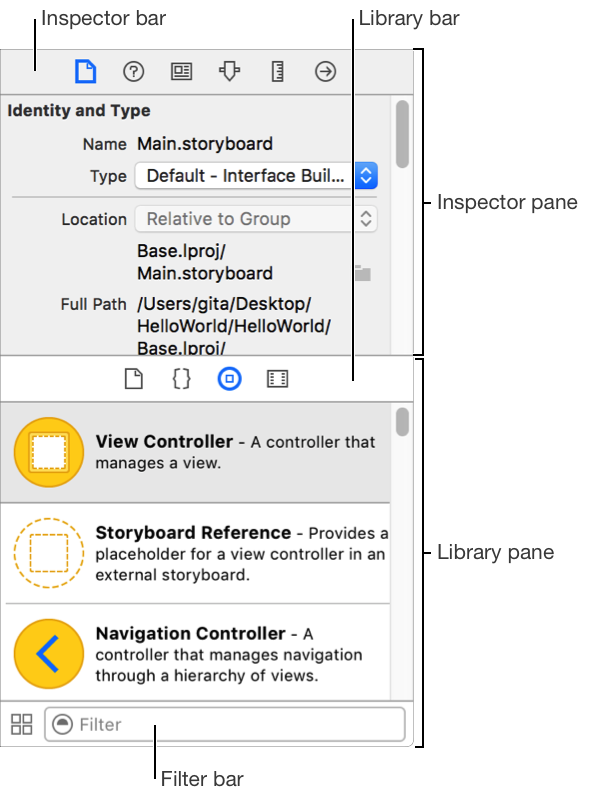 Inspector bar
Library bar
Identity and Type
Name Main.storyboard
Type Default - Interface Buil...
Inspector pane
Location Relative to Group
Base.lproj/
Main.storyboard
Full Path /Users/gita/Desktop/
HelloWorld/HelloWorld/
Base.lproj/
{}
View Controller - A controller that
manages a view.
Storyboard Reference - Provides a
placeholder for a view controller in an
external storyboard.
Library pane
Navigation Controller - A
controller that manages navigation
through a hierarchy of views.
Filter
Filter bar